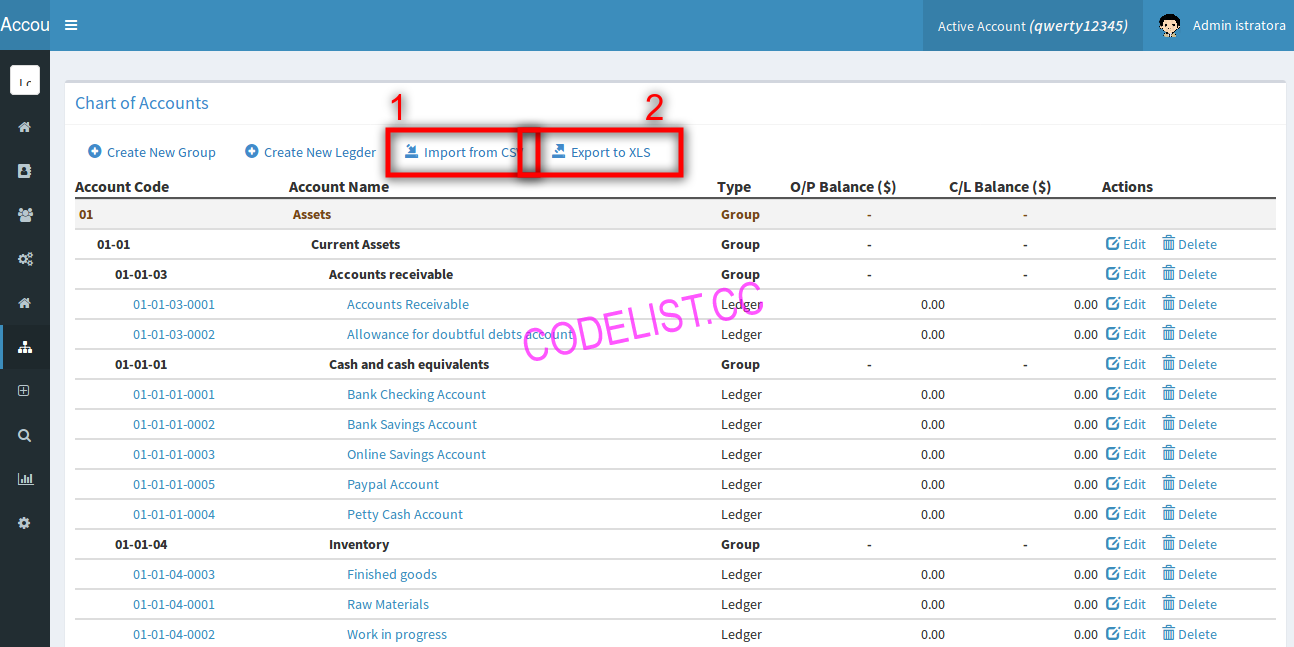 Accou
Active Account (qwerty12345) Admin istratora
Chart of Accounts
1 2
Create New Group Create New Legder Import from CSV Export to XLS
Account Code Account Name Type O/P Balance ($) C/L Balance ($) Actions
01 Assets Group - -
01-01 Current Assets Group - - Edit Delete
01-01-03 Accounts receivable Group - - Edit Delete
01-01-03-0001 Accounts Receivable Ledger 0.00 0.00 Edit Delete
01-01-03-0002 Allowance for doubtful debts account Ledger 0.00 0.00 Edit Delete
CODELIST.CC
01-01-01 Cash and cash equivalents Group - - Edit Delete
01-01-01-0001 Bank Checking Account Ledger 0.00 0.00 Edit Delete
01-01-01-0002 Bank Savings Account Ledger 0.00 0.00 Edit Delete
01-01-01-0003 Online Savings Account Ledger 0.00 0.00 Edit Delete
01-01-01-0005 Paypal Account Ledger 0.00 0.00 Edit Delete
01-01-01-0004 Petty Cash Account Ledger 0.00 0.00 Edit Delete
01-01-04 Inventory Group - - Edit Delete
01-01-04-0003 Finished goods Ledger 0.00 0.00 Edit Delete
01-01-04-0001 Raw Materials Ledger 0.00 0.00 Edit Delete
01-01-04-0002 Work in progress Ledger 0.00 0.00 Edit Delete